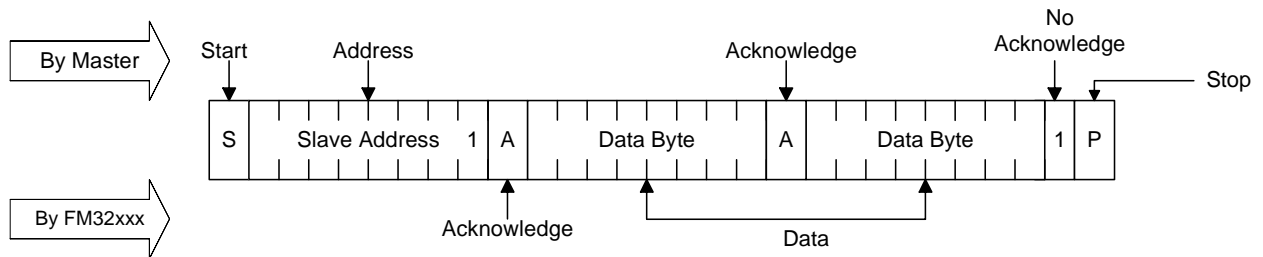 No
Acknowledge
By Master
Start
Address
Acknowledge
Stop
S
Slave Address 1
A
Data Byte
A
Data Byte
1
P
By FM32xxx
Acknowledge
Data